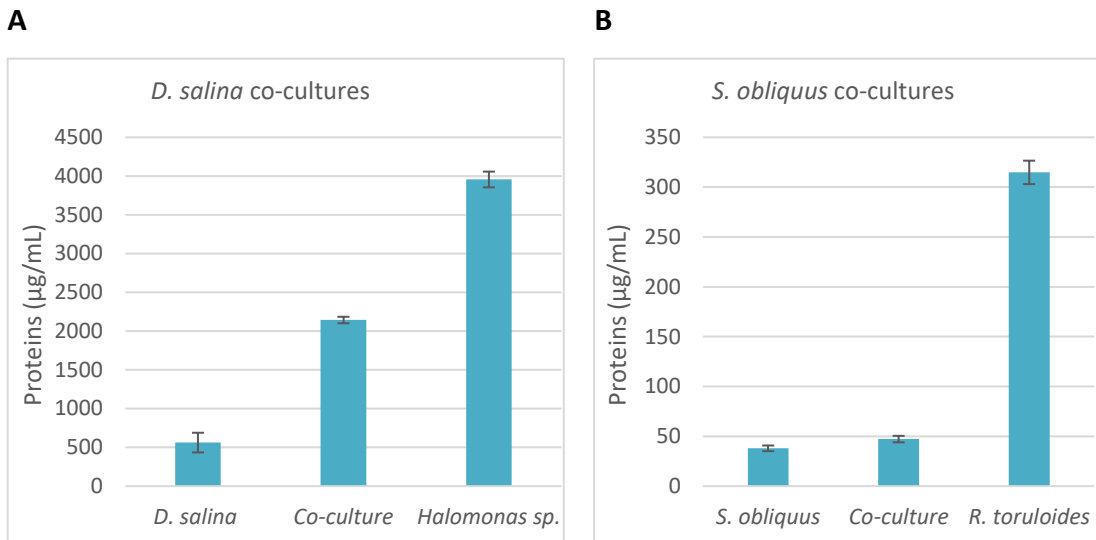 A
D. salina co-cultures
Proteins (µg/mL)
4500
4000
3500
3000
2500
2000
1500
1000
500
0
D. salina Co-culture Halomonas sp.
B
S. obliquus co-cultures
Proteins (µg/mL)
350
300
250
200
150
100
50
0
S. obliquus Co-culture R. toruloides